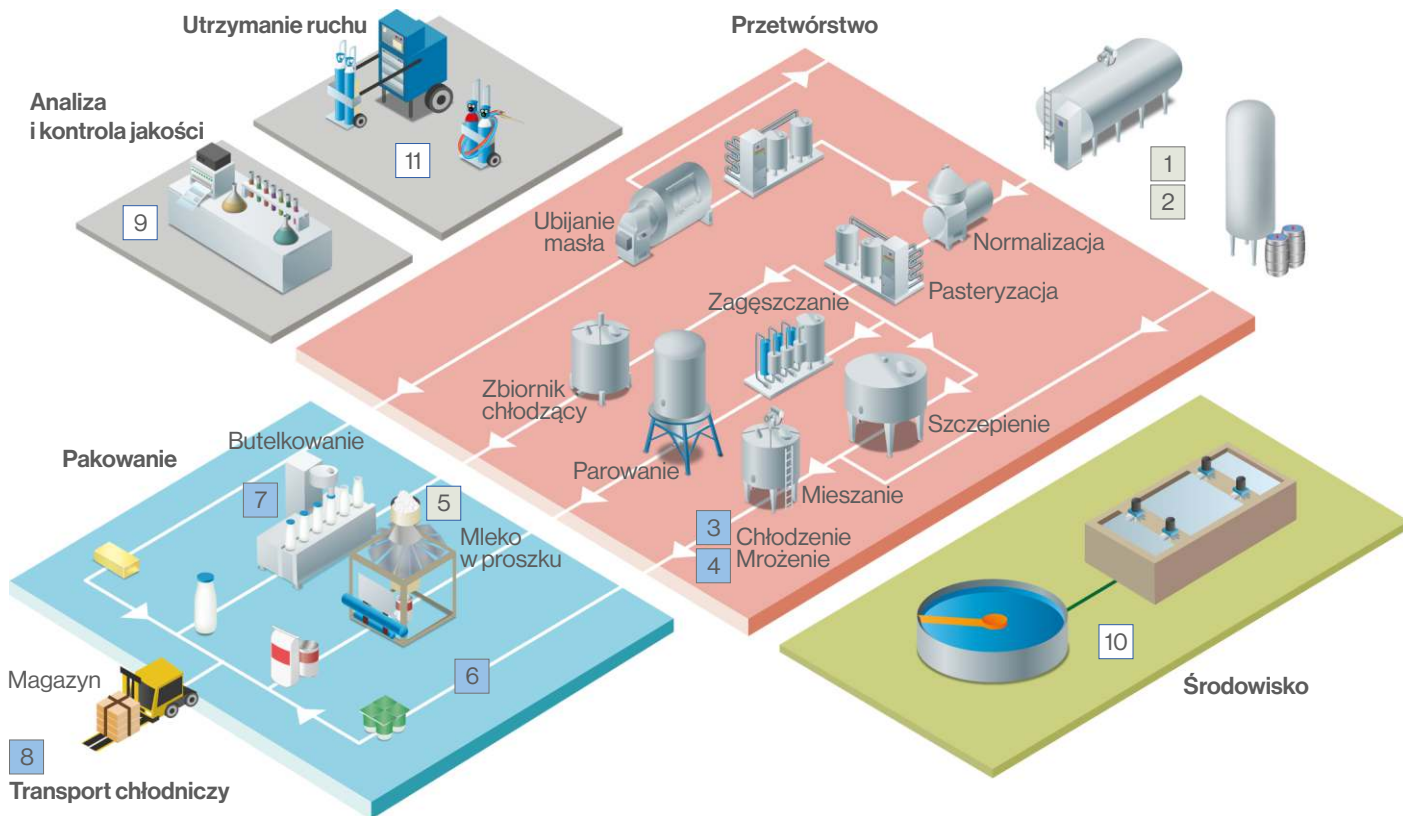 Utrzymanie ruchu
Przetwórstwo
Analiza
i kontrola jakości
11
9
1
2
Ubijanie
masła
Normalizacja
Pasteryzacja
Zagęszczanie
Zbiornik
chłodzący
Szczepienie
Parowanie
Mieszanie
3
Chłodzenie
4
Mrożenie
Pakowanie
Butelkowanie
7
5
Mleko
w proszku
6
Magazyn
8
Transport chłodniczy
10
Środowisko